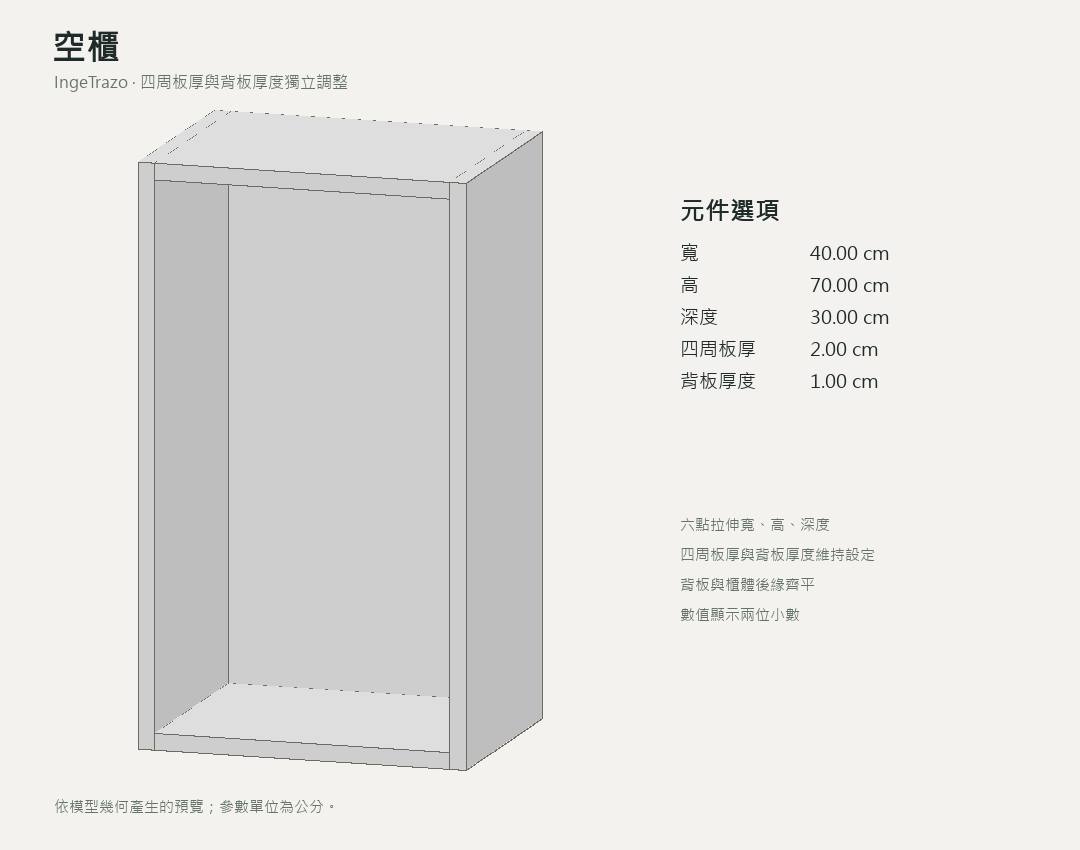 空櫃
IngeTrazo · 四周板厚與背板厚度獨立調整
元件選項
寬 40.00 cm
高 70.00 cm
深度 30.00 cm
四周板厚 2.00 cm
背板厚度 1.00 cm
六點拉伸寬、高、深度
四周板厚與背板厚度維持設定
背板與櫃體後緣齊平
數值顯示兩位小數
依模型幾何產生的預覽；參數單位為公分。